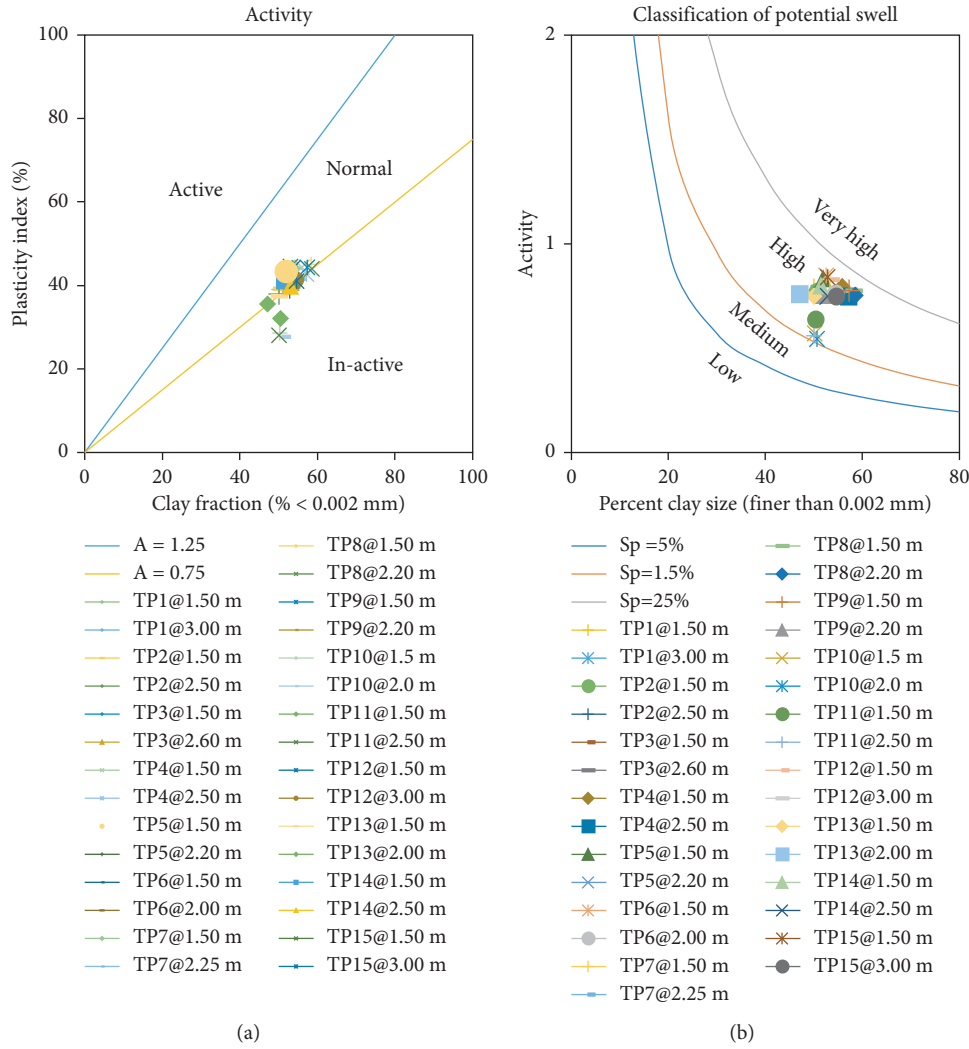 Activity
100
80
60
40
20
0
Plasticity index (%)
Active
Normal
In-active
0 20 40 60 80 100
Clay fraction (% < 0.002 mm)
A = 1.25
A = 0.75
TP1@1.50 m
TP1@3.00 m
TP2@1.50 m
TP2@2.50 m
TP3@1.50 m
TP3@2.60 m
TP4@1.50 m
TP4@2.50 m
TP5@1.50 m
TP5@2.20 m
TP6@1.50 m
TP6@2.00 m
TP7@1.50 m
TP7@2.25 m
TP8@1.50 m
TP8@2.20 m
TP9@1.50 m
TP9@2.20 m
TP10@1.5 m
TP10@2.0 m
TP11@1.50 m
TP11@2.50 m
TP12@1.50 m
TP12@3.00 m
TP13@1.50 m
TP13@2.00 m
TP14@1.50 m
TP14@2.50 m
TP15@1.50 m
TP15@3.00 m
(a)
Classification of potential swell
2
1
0
Activity
Very high
High
Medium
Low
0 20 40 60 80
Percent clay size (finer than 0.002 mm)
Sp =5%
Sp=1.5%
Sp=25%
TP1@1.50 m
TP1@3.00 m
TP2@1.50 m
TP2@2.50 m
TP3@1.50 m
TP3@2.60 m
TP4@1.50 m
TP4@2.50 m
TP5@1.50 m
TP5@2.20 m
TP6@1.50 m
TP6@2.00 m
TP7@1.50 m
TP7@2.25 m
TP8@1.50 m
TP8@2.20 m
TP9@1.50 m
TP9@2.20 m
TP10@1.5 m
TP10@2.0 m
TP11@1.50 m
TP11@2.50 m
TP12@1.50 m
TP12@3.00 m
TP13@1.50 m
TP13@2.00 m
TP14@1.50 m
TP14@2.50 m
TP15@1.50 m
TP15@3.00 m
(b)